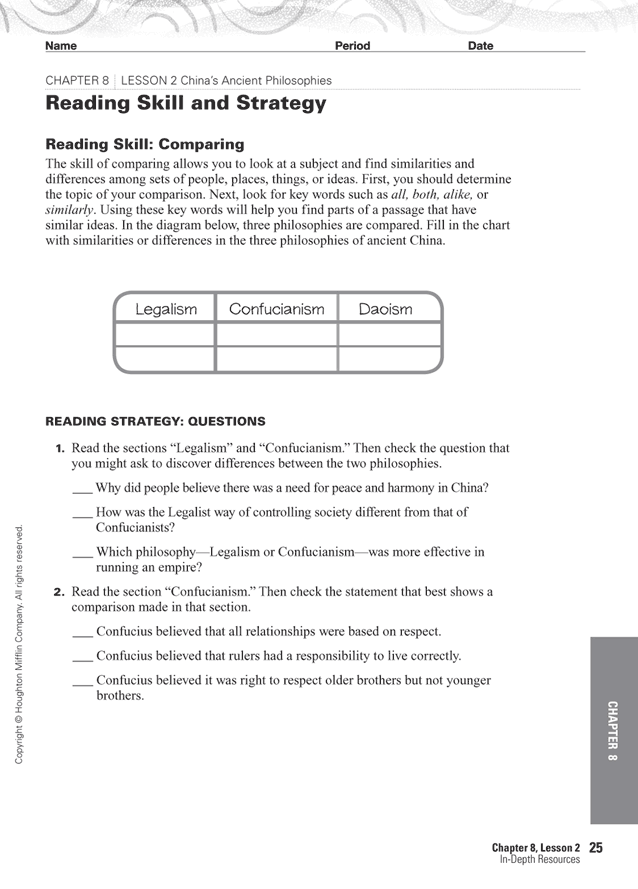 Name Period Date
CHAPTER 8 | LESSON 2 China's Ancient Philosophies
Reading Skill and Strategy
Reading Skill: Comparing
The skill of comparing allows you to look at a subject and find similarities and
differences among sets of people, places, things, or ideas. First, you should determine
the topic of your comparison. Next, look for key words such as all, both, alike, or
similarly. Using these key words will help you find parts of a passage that have
similar ideas. In the diagram below, three philosophies are compared. Fill in the chart
with similarities or differences in the three philosophies of ancient China.
Legalism Confucianism Daoism
READING STRATEGY: QUESTIONS
1. Read the sections “Legalism” and “Confucianism.” Then check the question that
you might ask to discover differences between the two philosophies.
___ Why did people believe there was a need for peace and harmony in China?
___ How was the Legalist way of controlling society different from that of
Confucianists?
___ Which philosophy—Legalism or Confucianism—was more effective in
running an empire?
2. Read the section “Confucianism.” Then check the statement that best shows a
comparison made in that section.
___ Confucius believed that all relationships were based on respect.
___ Confucius believed that rulers had a responsibility to live correctly.
___ Confucius believed it was right to respect older brothers but not younger
brothers.
Copyright © Houghton Mifflin Company. All rights reserved.
CHAPTER 8
Chapter 8, Lesson 2 25
In-Depth Resources